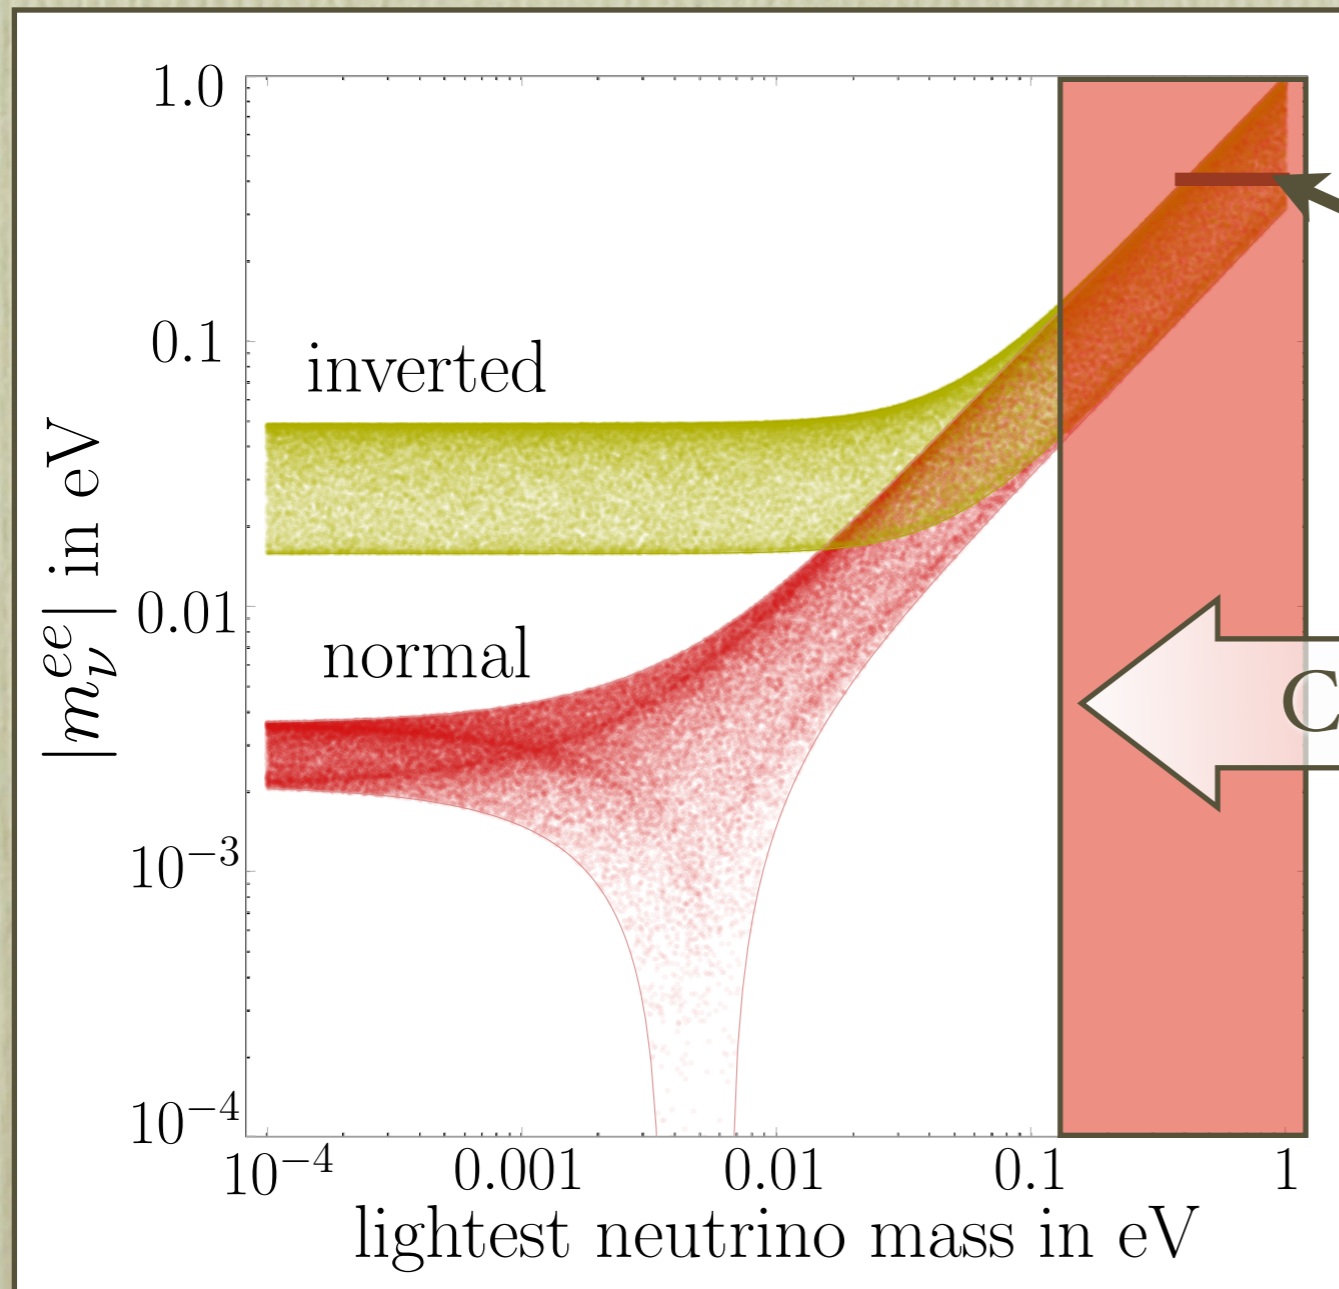 1.0
0.1
0.01
10⁻³
10⁻⁴
|m_ν^{ee}| in eV
inverted
normal
C
10⁻⁴ 0.001 0.01 0.1 1
lightest neutrino mass in eV